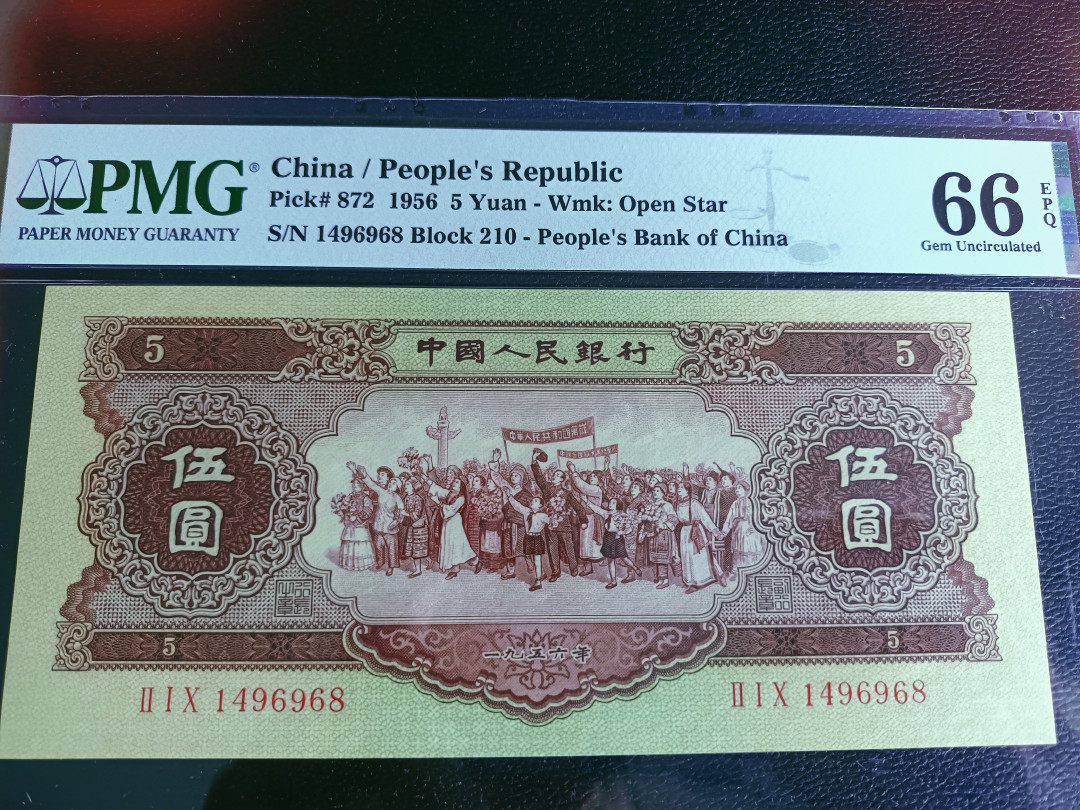 PMG®
PAPER MONEY GUARANTY
China / People's Republic
Pick# 872 1956 5 Yuan - Wmk: Open Star
S/N 1496968 Block 210 - People's Bank of China
66 EPQ
Gem Uncirculated
5 中國人民銀行 5
伍圓
伍圓
5 一九五六年 5
II I X 1496968
II I X 1496968